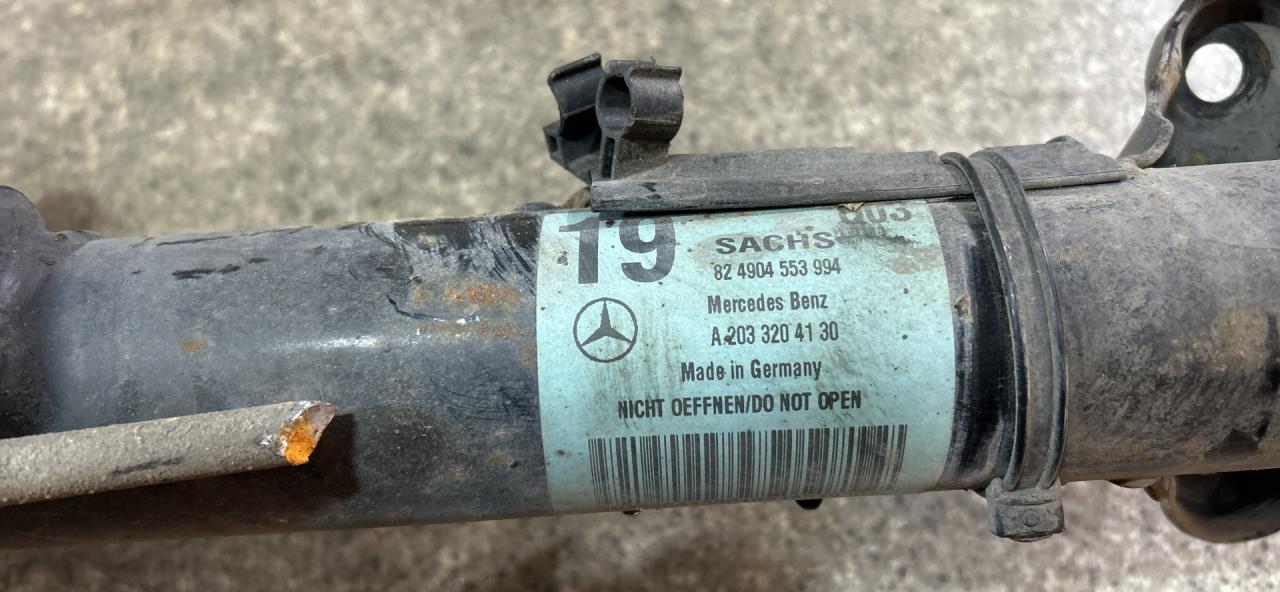 19
SACHS
82 4904 553 994
Mercedes Benz
A 203 320 41 30
Made in Germany
NICHT OEFFNEN/DO NOT OPEN